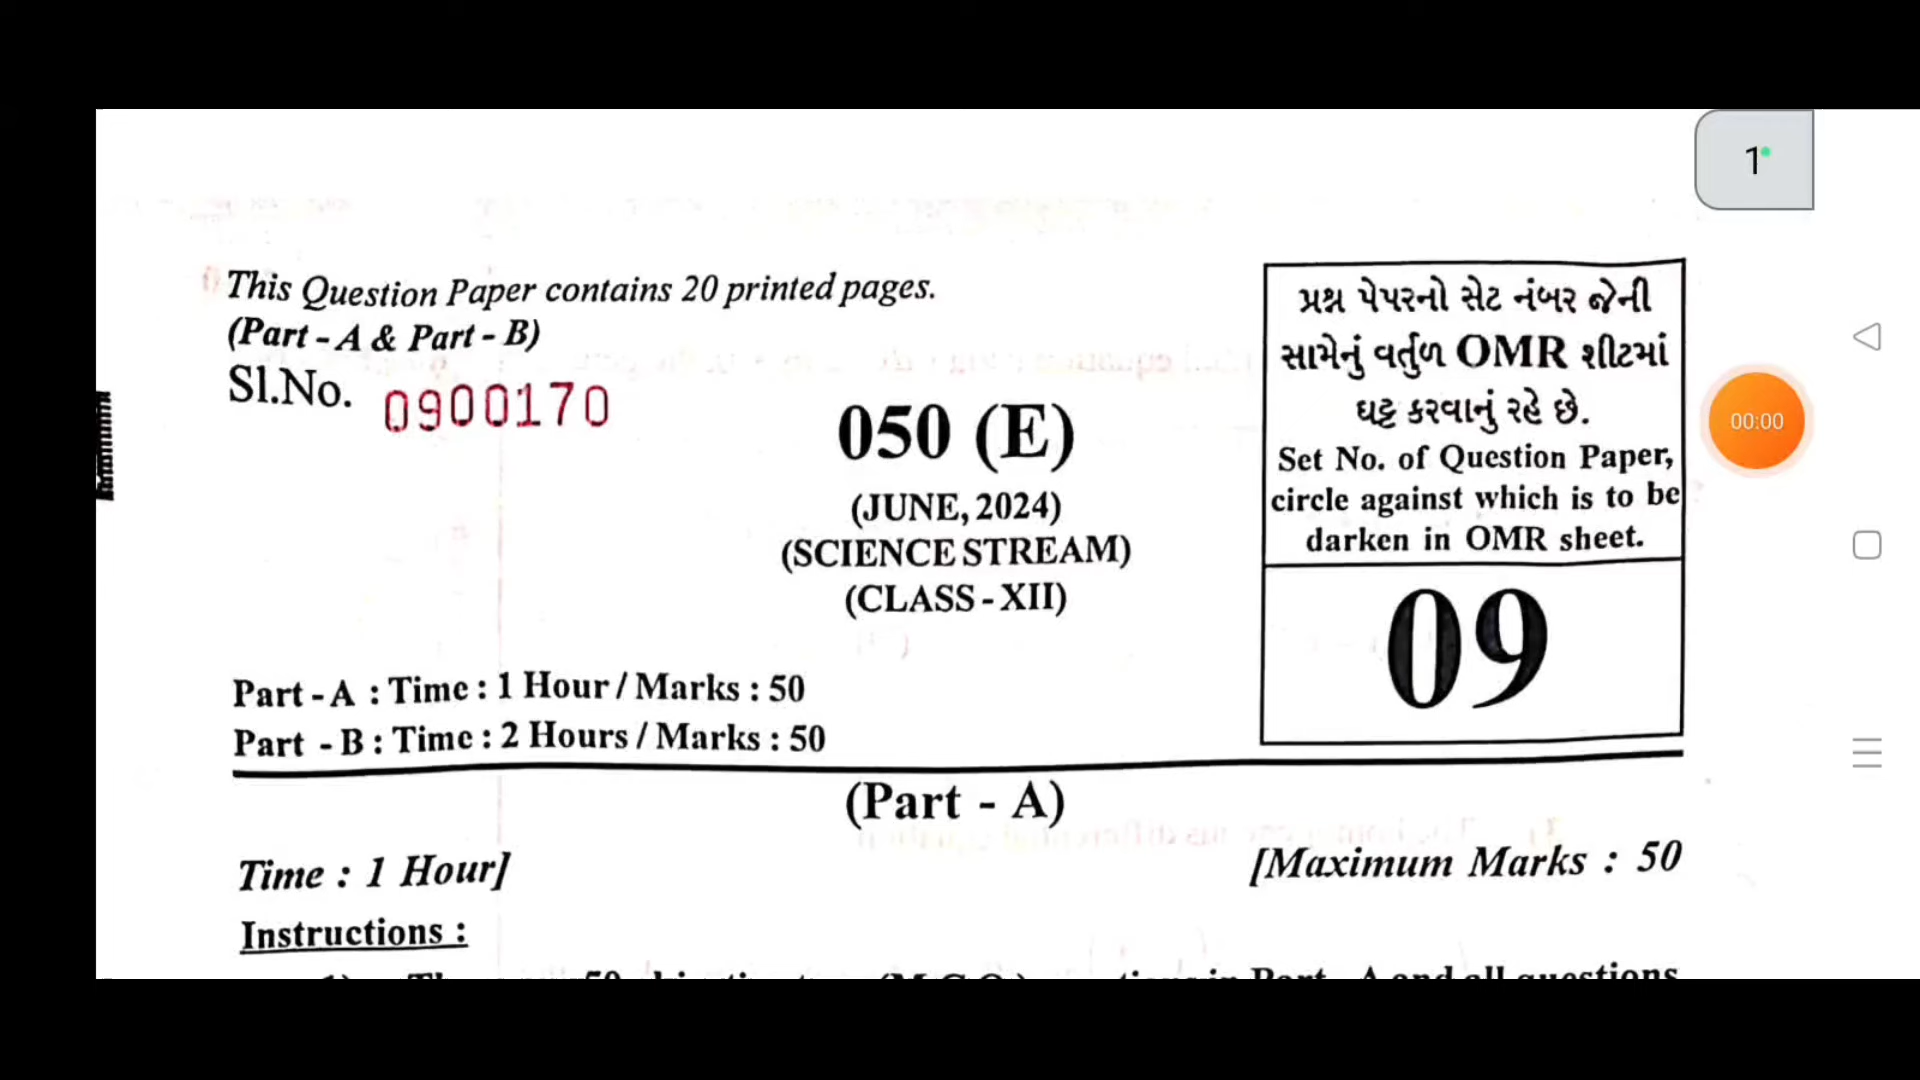 1
This Question Paper contains 20 printed pages.
(Part - A & Part - B)
Sl.No. 0900170
050 (E)
(JUNE, 2024)
(SCIENCE STREAM)
(CLASS - XII)
પ્રશ્ન પેપરનો સેટ નંબર જેની
સામેનું વર્તુળ OMR શીટમાં
ઘટ્ટ કરવાનું રહે છે.
Set No. of Question Paper,
circle against which is to be
darken in OMR sheet.
09
00:00
Part - A : Time : 1 Hour / Marks : 50
Part - B : Time : 2 Hours / Marks : 50
(Part - A)
Time : 1 Hour]
[Maximum Marks : 50
Instructions :